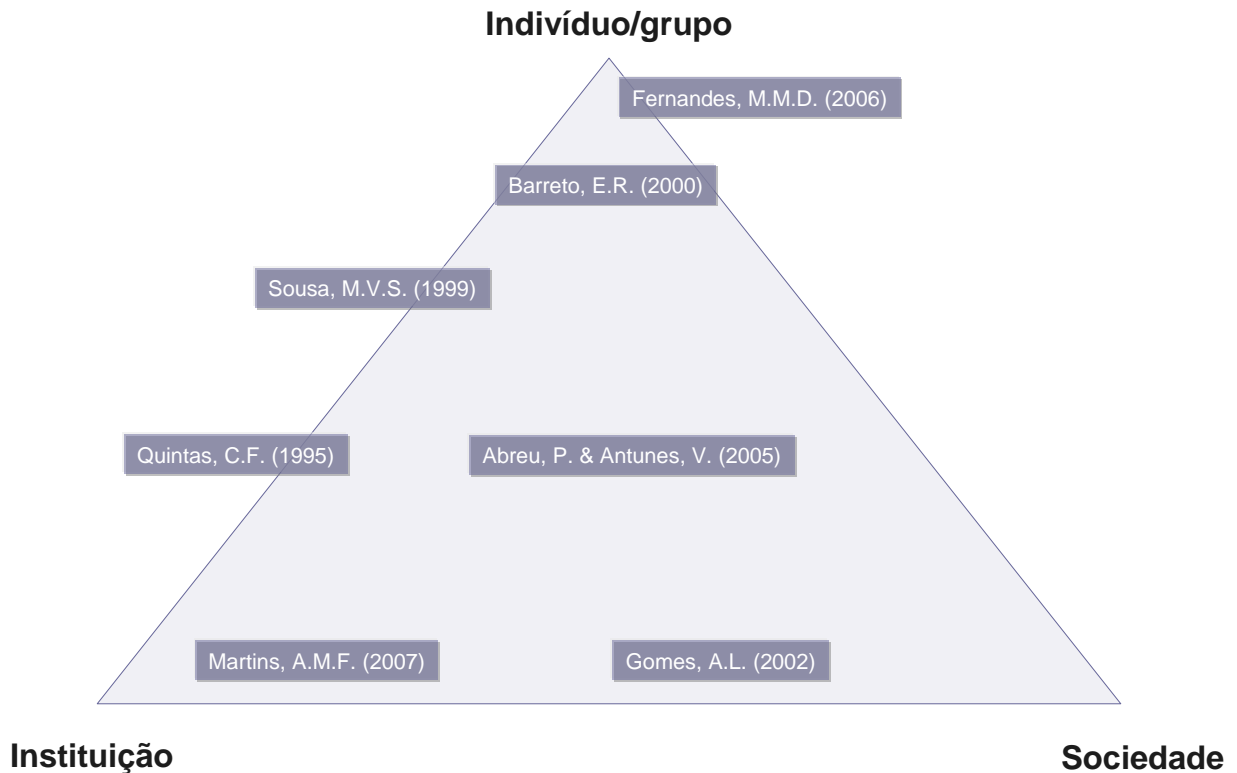 Indivíduo/grupo
Fernandes, M.M.D. (2006)
Barreto, E.R. (2000)
Sousa, M.V.S. (1999)
Quintas, C.F. (1995)
Abreu, P. & Antunes, V. (2005)
Martins, A.M.F. (2007)
Gomes, A.L. (2002)
Instituição
Sociedade